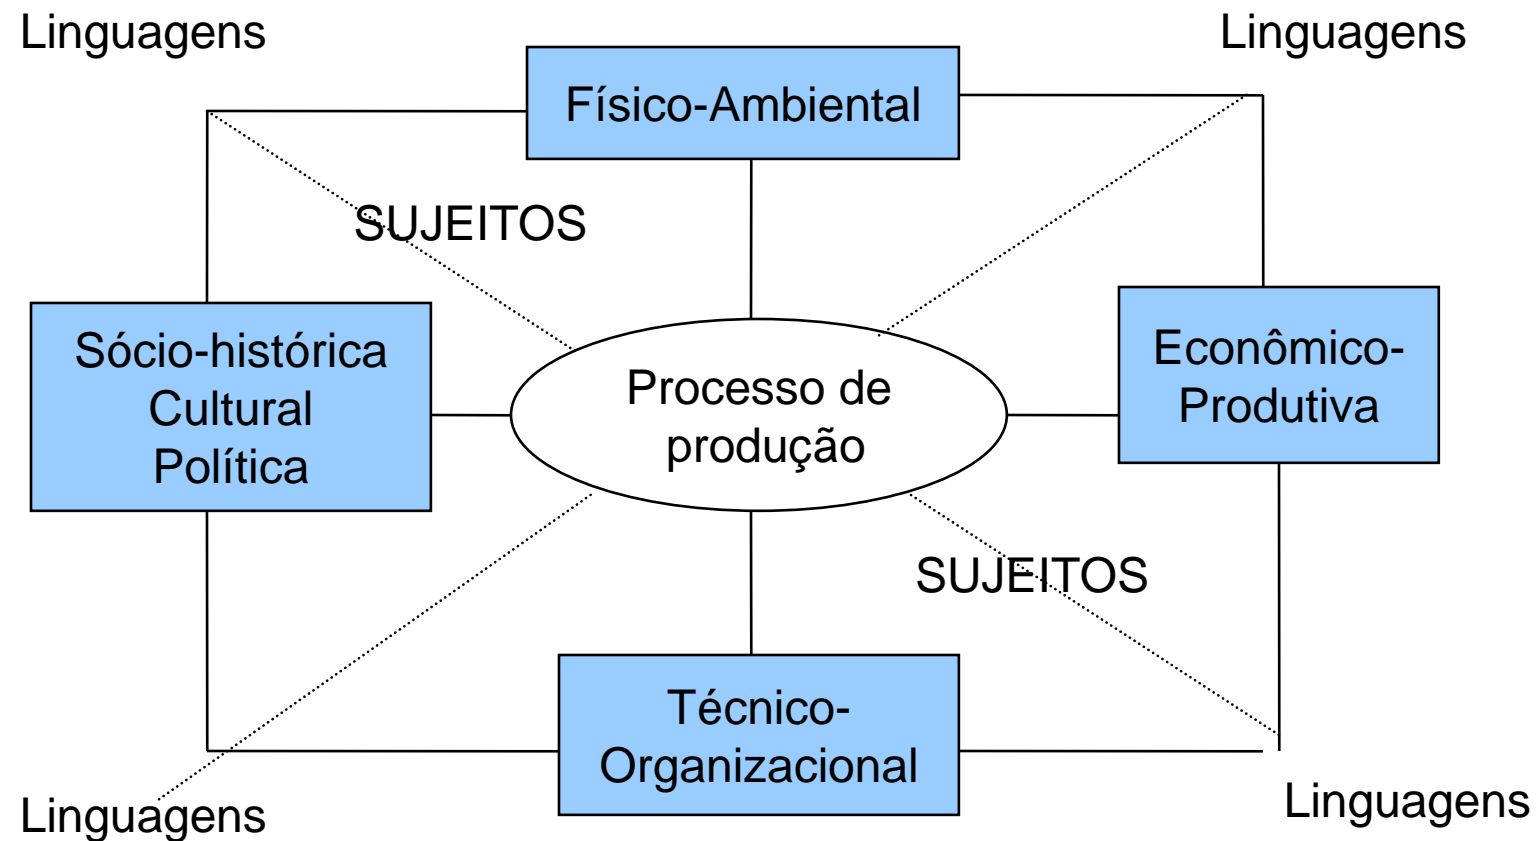 Linguagens
Linguagens
Físico-Ambiental
SUJEITOS
Sócio-histórica
Cultural
Política
Processo de
produção
Econômico-
Produtiva
SUJEITOS
Técnico-
Organizacional
Linguagens
Linguagens